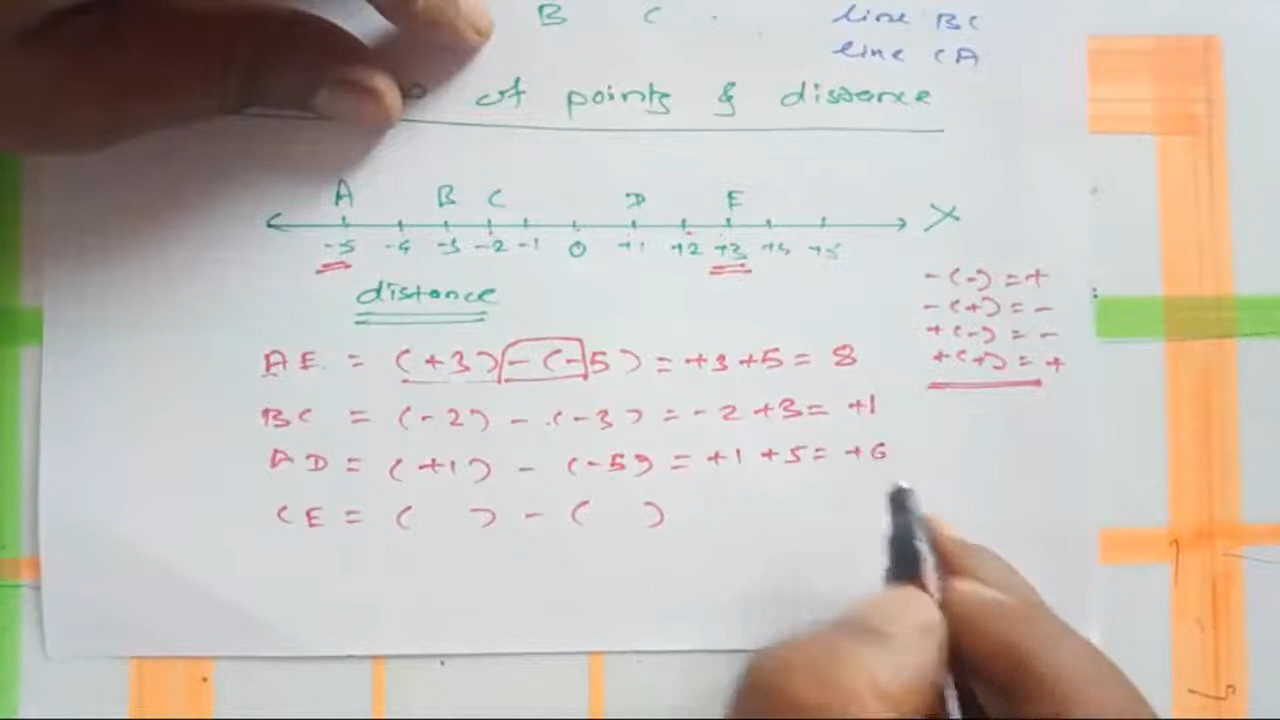 B C . line BC
line CA
of points & distance
A B C D E
-5 -4 -3 -2 -1 0 +1 +2 +3 +4 +5 X
distance
-(-) = +
-(+) = -
+(-) = -
+(+) = +
AE = (+3) - (-5) = +3 +5 = 8
BC = (-2) - (-3) = -2 +3 = +1
AD = (+1) - (-5) = +1 +5 = +6
CE = ( ) - ( )